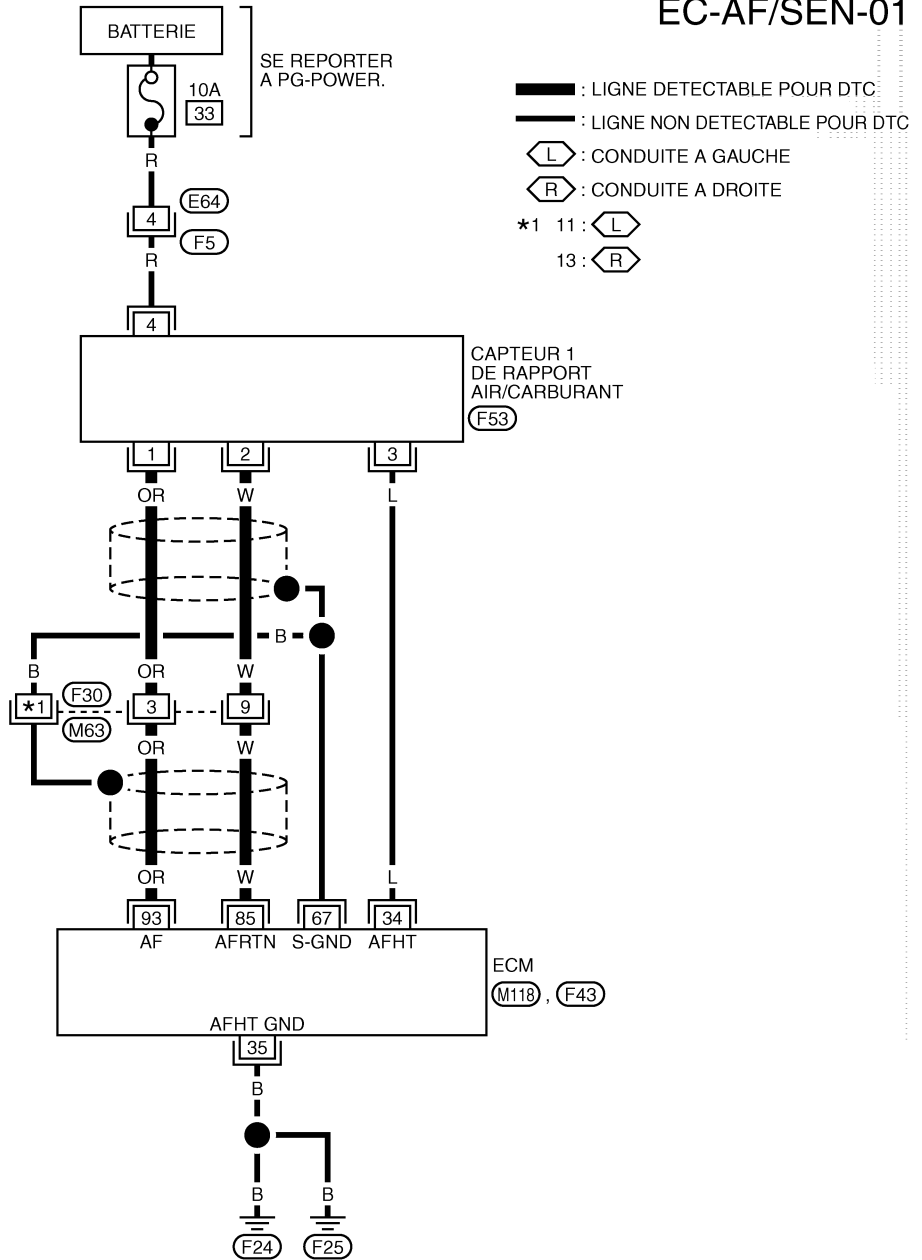 EC-AF/SEN-01
BATTERIE
SE REPORTER
A PG-POWER.
10A
33
: LIGNE DETECTABLE POUR DTC
: LIGNE NON DETECTABLE POUR DTC
L : CONDUITE A GAUCHE
R : CONDUITE A DROITE
*1 11 : L
13 : R
R
4
E64
F5
R
4
CAPTEUR 1
DE RAPPORT
AIR/CARBURANT
F53
1 2 3
OR W L
B
B OR W
*1 F30 3 9
M63
OR W
OR W L
93 85 67 34
AF AFRTN S-GND AFHT
ECM
M118 , F43
AFHT GND
35
B
B B
F24 F25